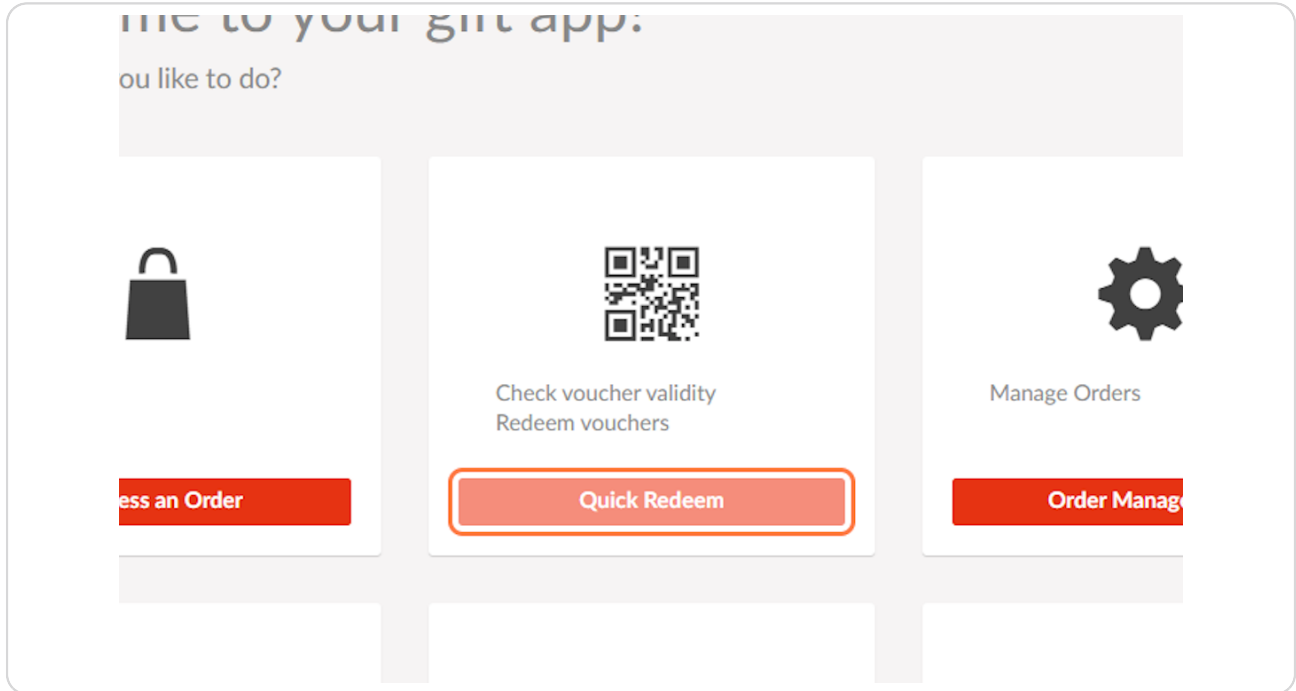 me to your gift app!
ou like to do?
Check voucher validity
Redeem vouchers
Manage Orders
ess an Order
Quick Redeem
Order Manage